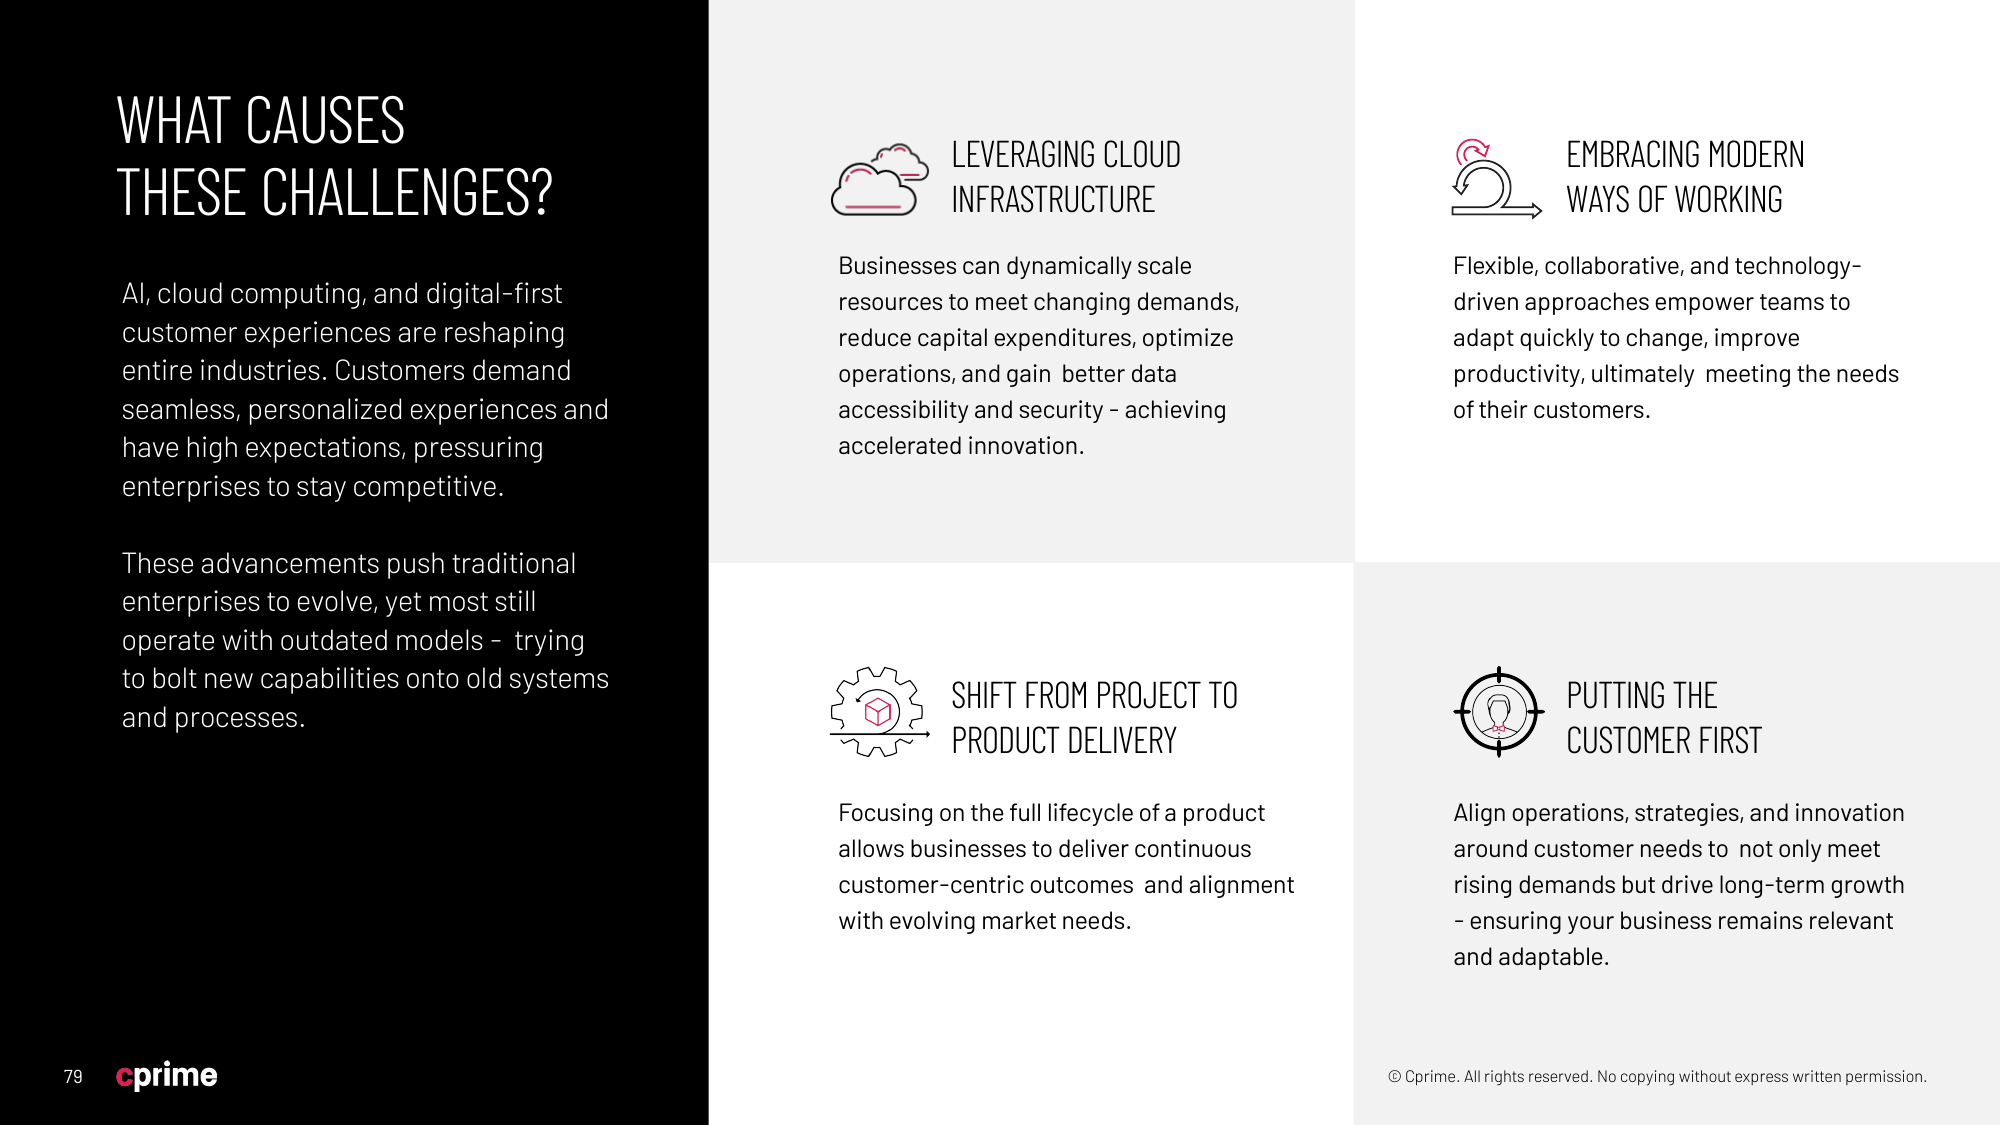 WHAT CAUSES
THESE CHALLENGES?
AI, cloud computing, and digital-first
customer experiences are reshaping
entire industries. Customers demand
seamless, personalized experiences and
have high expectations, pressuring
enterprises to stay competitive.
These advancements push traditional
enterprises to evolve, yet most still
operate with outdated models -  trying
to bolt new capabilities onto old systems
and processes.
LEVERAGING CLOUD
INFRASTRUCTURE
Businesses can dynamically scale
resources to meet changing demands,
reduce capital expenditures, optimize
operations, and gain  better data
accessibility and security - achieving
accelerated innovation.
EMBRACING MODERN
WAYS OF WORKING
Flexible, collaborative, and technology-
driven approaches empower teams to
adapt quickly to change, improve
productivity, ultimately  meeting the needs
of their customers.
SHIFT FROM PROJECT TO
PRODUCT DELIVERY
Focusing on the full lifecycle of a product
allows businesses to deliver continuous
customer-centric outcomes  and alignment
with evolving market needs.
PUTTING THE
CUSTOMER FIRST
Align operations, strategies, and innovation
around customer needs to  not only meet
rising demands but drive long-term growth
- ensuring your business remains relevant
and adaptable.
79
cprime
© Cprime. All rights reserved. No copying without express written permission.